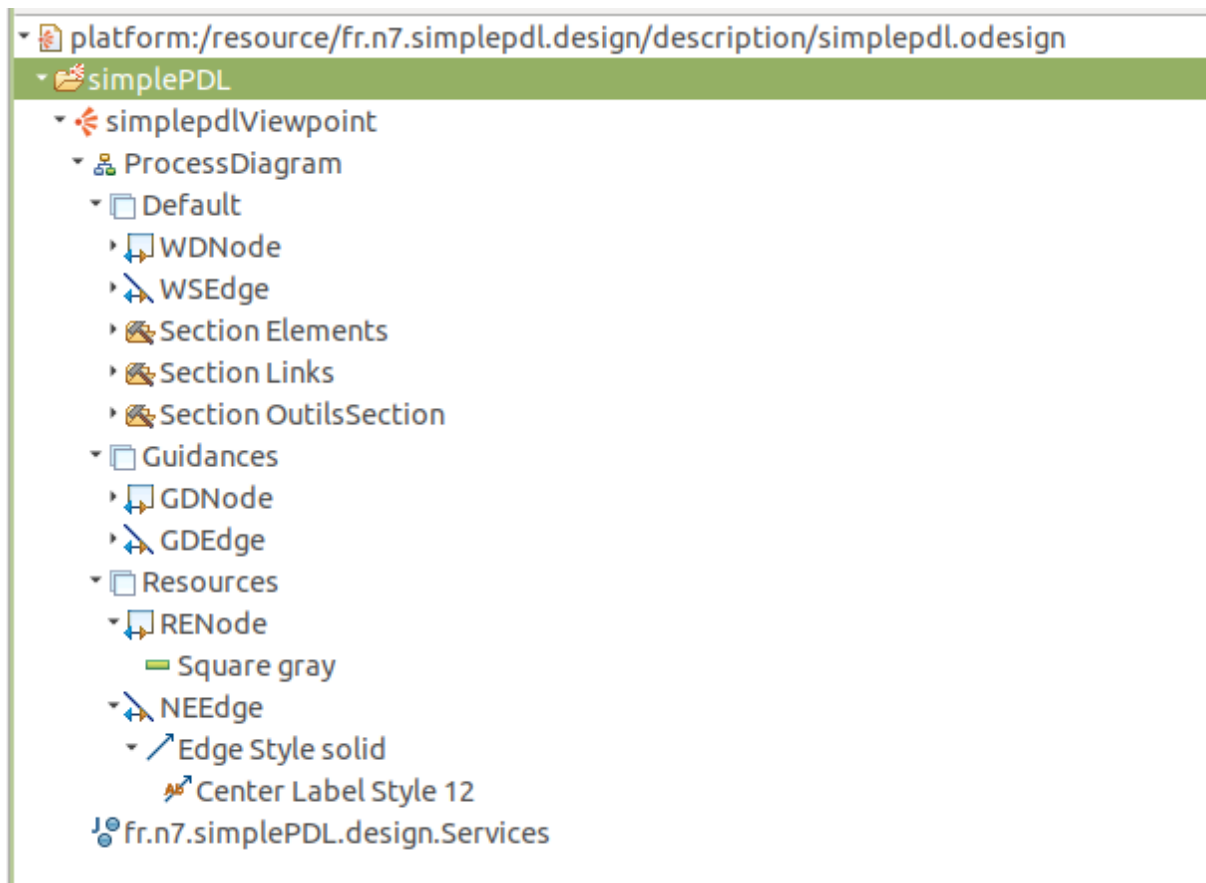 platform:/resource/fr.n7.simplepdl.design/description/simplepdl.odesign
simplePDL
simplepdlViewpoint
ProcessDiagram
Default
WDNode
WSEdge
Section Elements
Section Links
Section OutilsSection
Guidances
GDNode
GDEdge
Resources
RENode
Square gray
NEEdge
Edge Style solid
Center Label Style 12
fr.n7.simplePDL.design.Services